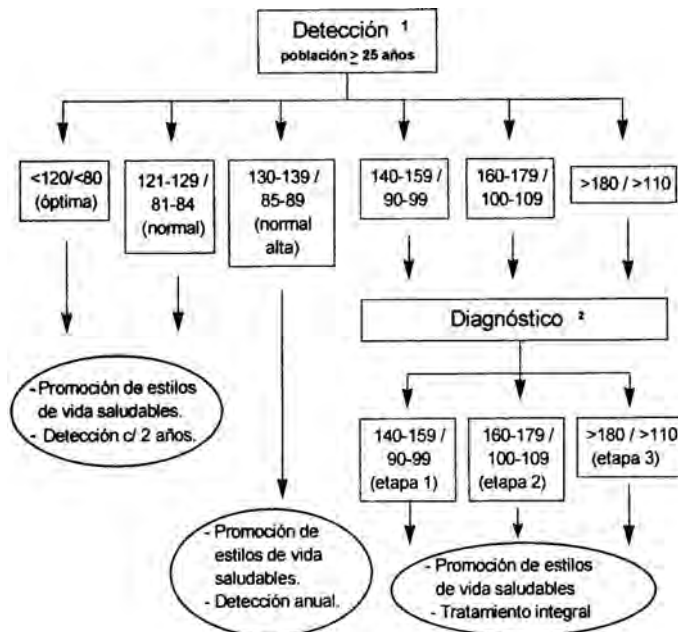 Detección 1
población ≥ 25 años
<120/<80
(óptima)
121-129 /
81-84
(normal)
130-139 /
85-89
(normal
alta)
140-159 /
90-99
160-179 /
100-109
>180 / >110
Diagnóstico 2
- Promoción de estilos
de vida saludables.
- Detección c/ 2 años.
140-159 /
90-99
(etapa 1)
160-179 /
100-109
(etapa 2)
>180 / >110
(etapa 3)
- Promoción de
estilos de vida
saludables.
- Detección anual.
- Promoción de estilos
de vida saludables
- Tratamiento integral